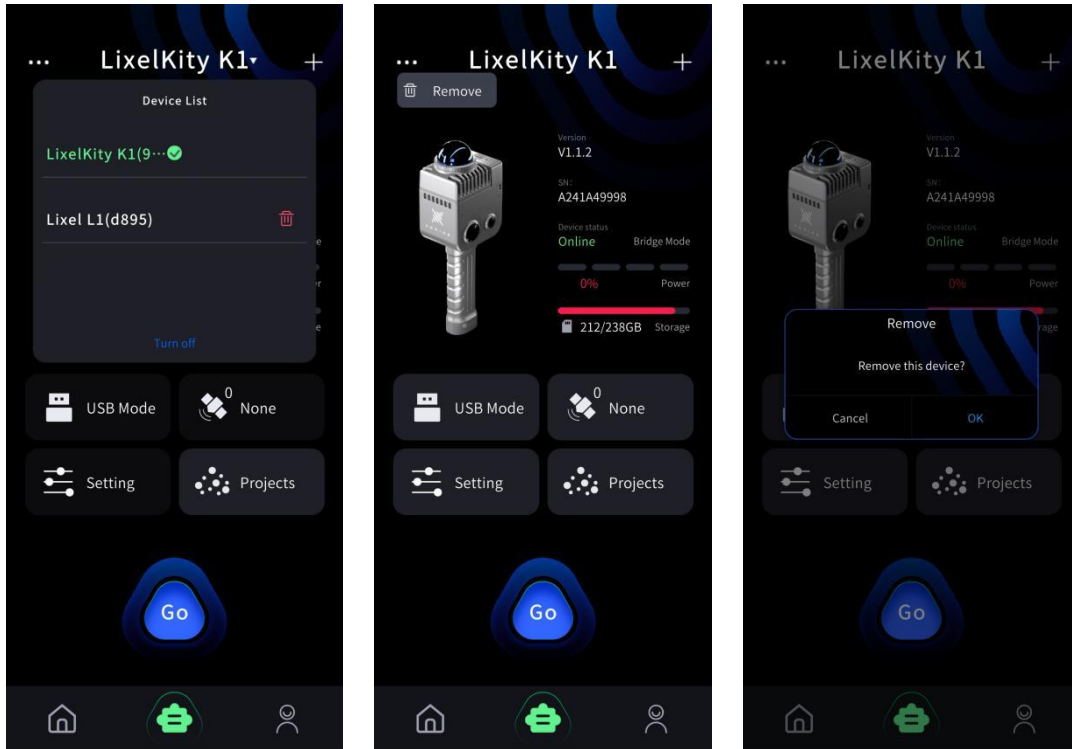 ··· LixelKity K1▾ +
Device List
LixelKity K1(9···
Lixel L1(d895)
Turn off
USB Mode
0
None
Setting
Projects
Go
··· LixelKity K1 +
Remove
Version
V1.1.2
SN:
A241A49998
Device status
Online Bridge Mode
0% Power
212/238GB Storage
USB Mode
0
None
Setting
Projects
Go
··· LixelKity K1 +
Version
V1.1.2
SN:
A241A49998
Device status
Online Bridge Mode
0% Power
Remove
Remove this device?
Cancel OK
Setting
Projects
Go